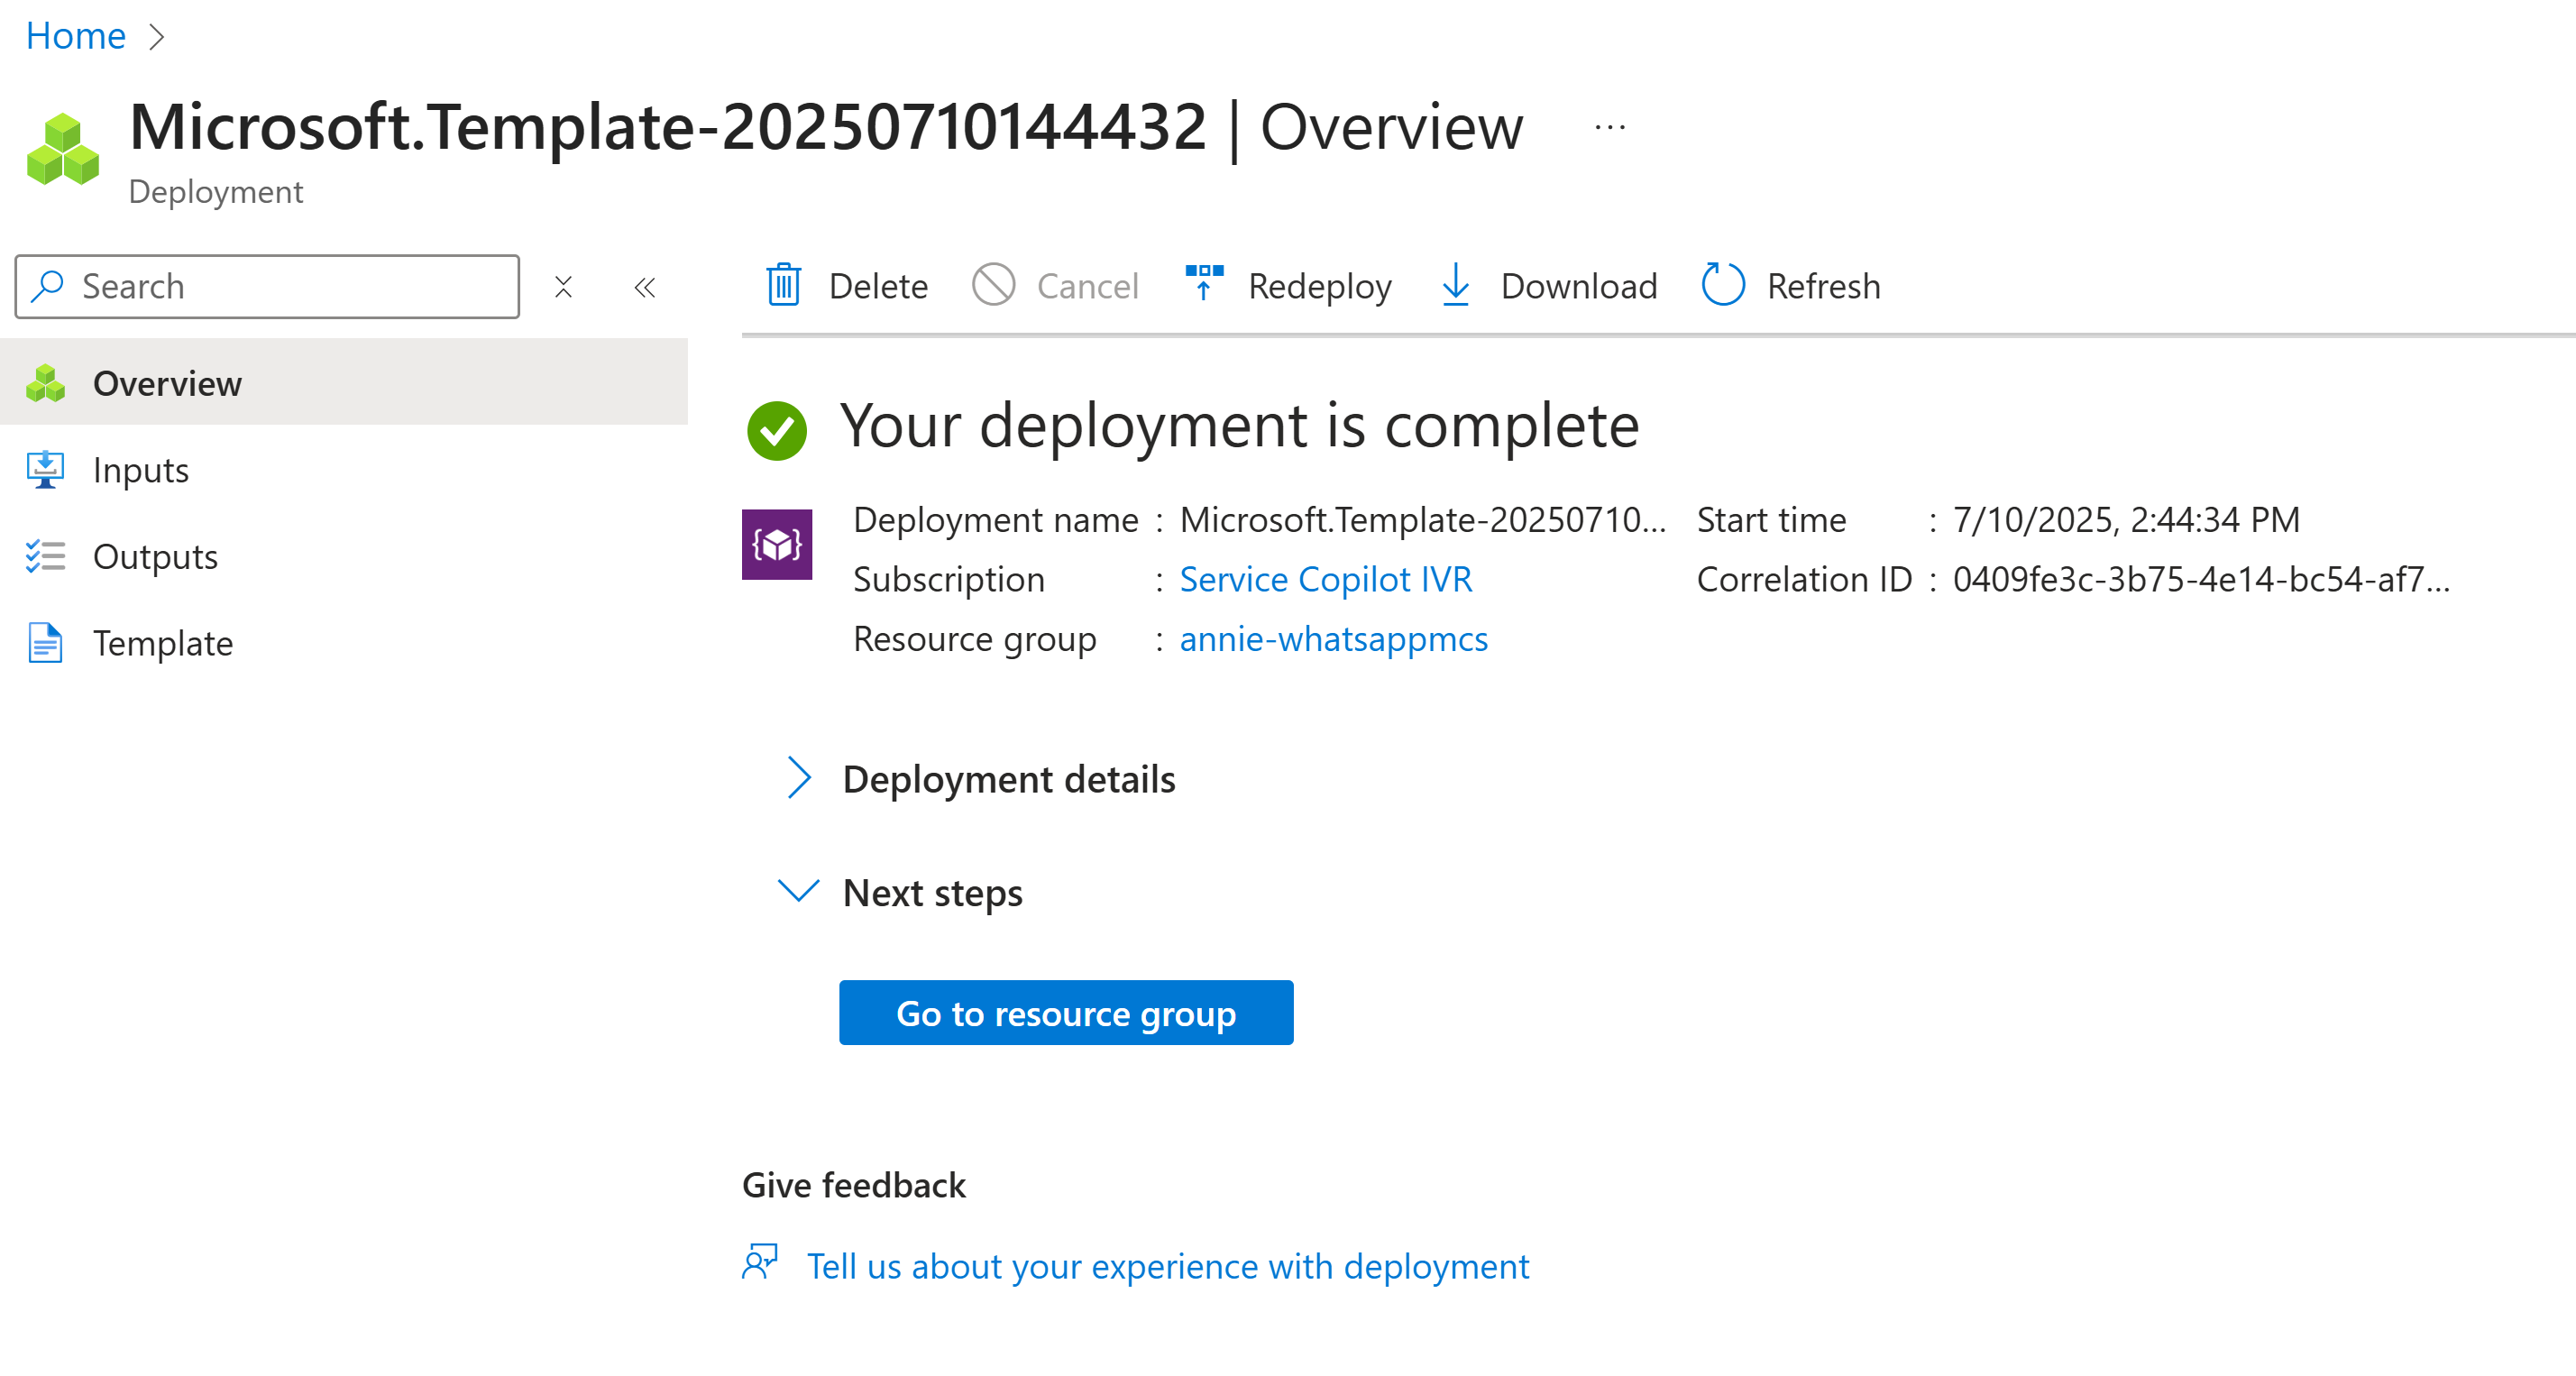 Home
Microsoft.Template-20250710144432 | Overview ...
Deployment
Search
Overview
Inputs
Outputs
Template
Delete Cancel Redeploy Download Refresh
Your deployment is complete
Deployment name : Microsoft.Template-20250710... Start time : 7/10/2025, 2:44:34 PM
Subscription : Service Copilot IVR Correlation ID : 0409fe3c-3b75-4e14-bc54-af7...
Resource group : annie-whatsappmcs
Deployment details
Next steps
Go to resource group
Give feedback
Tell us about your experience with deployment